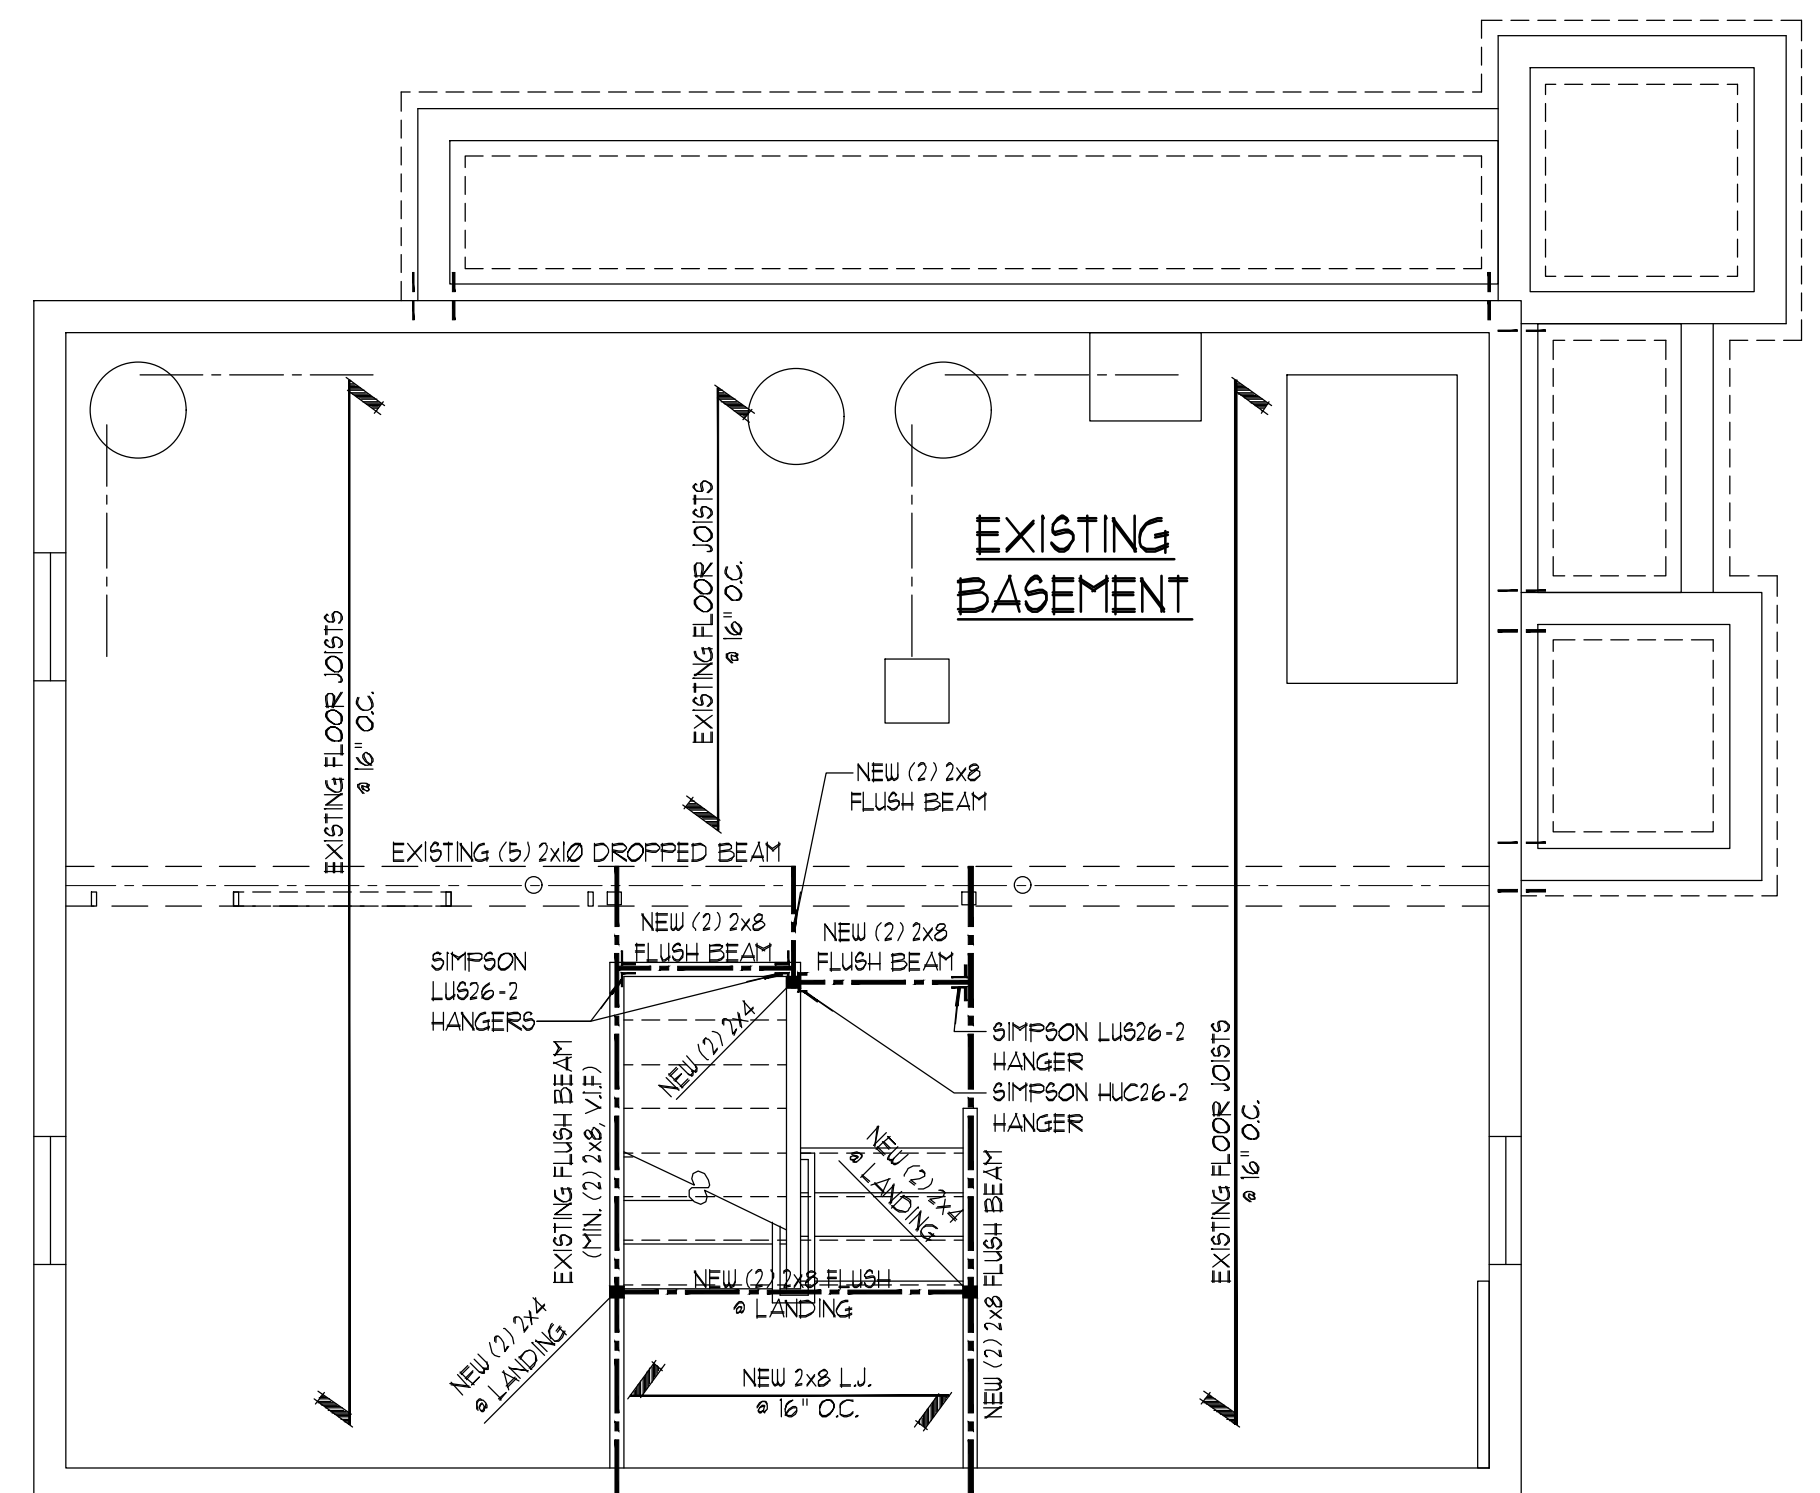 EXISTING
BASEMENT
EXISTING FLOOR JOISTS
@ 16" O.C.
EXISTING FLOOR JOISTS
@ 16" O.C.
NEW (2) 2x8
FLUSH BEAM
EXISTING (5) 2x10 DROPPED BEAM
NEW (2) 2x8
FLUSH BEAM
NEW (2) 2x8
FLUSH BEAM
SIMPSON
LUS26-2
HANGERS
NEW (2) 2x4
SIMPSON LUS26-2
HANGER
SIMPSON HUC26-2
HANGER
EXISTING FLOOR JOISTS
@ 16" O.C.
EXISTING FLUSH BEAM
(MIN. (2) 2x8, V.I.F)
NEW (2) 2x4
@ LANDING
NEW (2) 2x8 FLUSH BEAM
NEW (2) 2x8 FLUSH
@ LANDING
NEW (2) 2x4
@ LANDING
NEW 2x8 L.J.
@ 16" O.C.